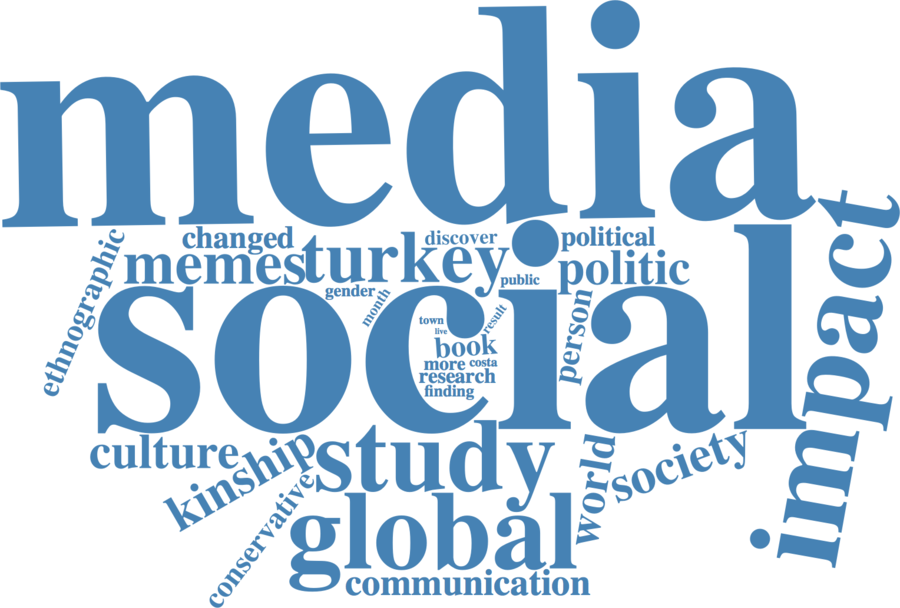 media
impact
changed
discover
political
ethnographic
memes
turkey
politic
public
gender
month
social
town
live
result
person
book
more
costa
research
finding
culture
kinship
study
world
society
conservative
global
communication